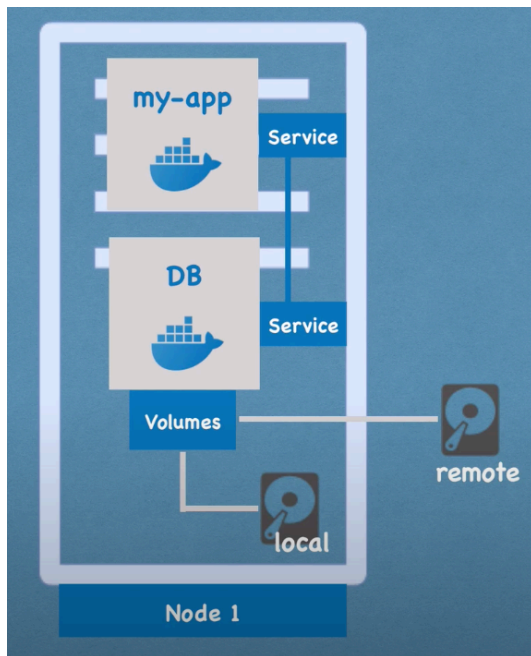 my-app
Service
DB
Service
Volumes
remote
local
Node 1